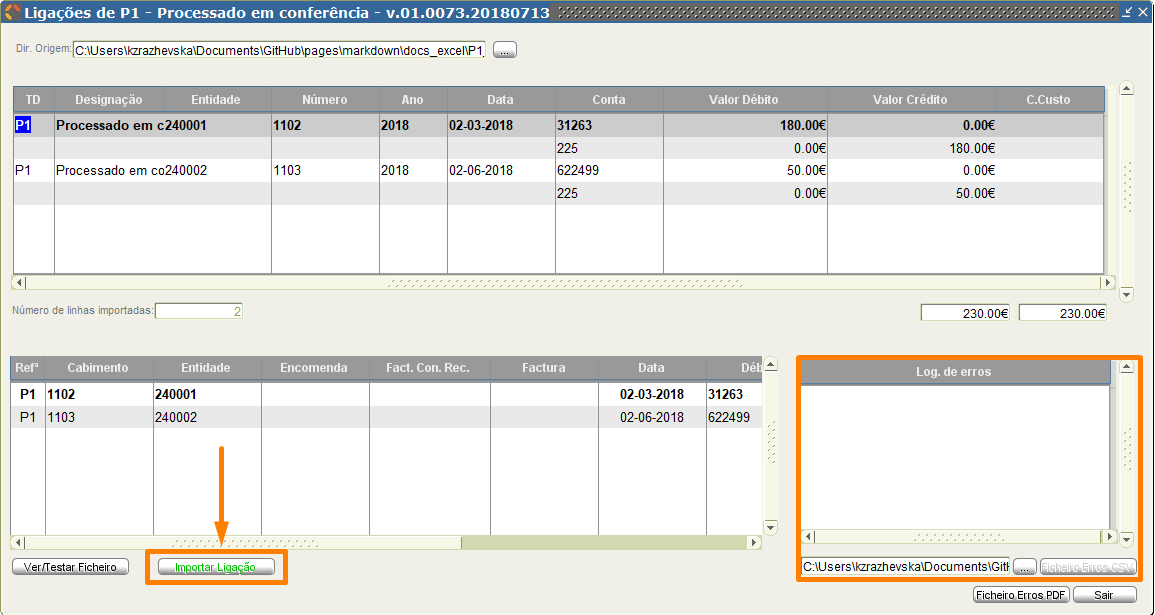 Ligações de P1 - Processado em conferência - v.01.0073.20180713
Dir. Origem: C:\Users\kzrazhevska\Documents\GitHub\pages\markdown\docs_excel\P1_ ...
TD Designação Entidade Número Ano Data Conta Valor Débito Valor Crédito C.Custo
P1 Processado em c 240001 1102 2018 02-03-2018 31263 180.00€ 0.00€
225 0.00€ 180.00€
P1 Processado em co 240002 1103 2018 02-06-2018 622499 50.00€ 0.00€
225 0.00€ 50.00€
Número de linhas importadas: 2 230.00€ 230.00€
Refª Cabimento Entidade Encomenda Fact. Con. Rec. Factura Data Déb
P1 1102 240001 02-03-2018 31263
P1 1103 240002 02-06-2018 622499
Log. de erros
Ver/Testar Ficheiro Importar Ligação
C:\Users\kzrazhevska\Documents\GitH ... Ficheiro Erros CSV
Ficheiro Erros PDF Sair